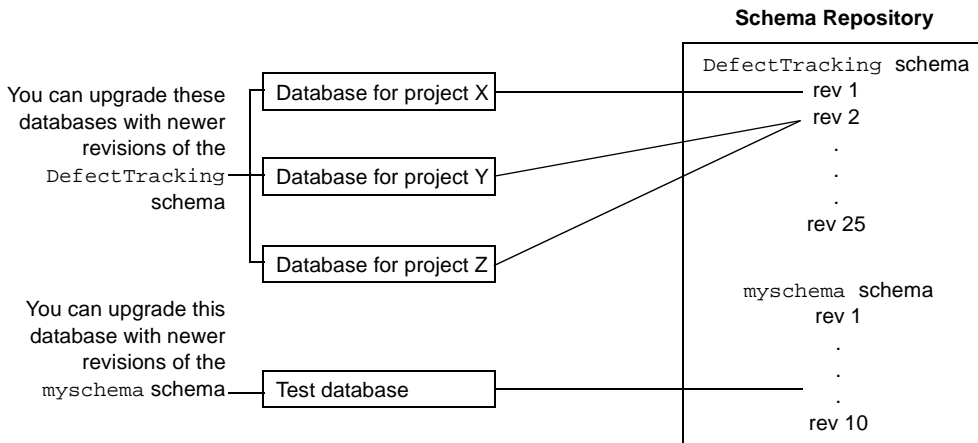 Schema Repository
You can upgrade these
databases with newer
revisions of the
DefectTracking
schema
Database for project X
Database for project Y
Database for project Z
DefectTracking schema
rev 1
rev 2
.
.
.
rev 25
You can upgrade this
database with newer
revisions of the
myschema schema
Test database
myschema schema
rev 1
.
.
.
rev 10